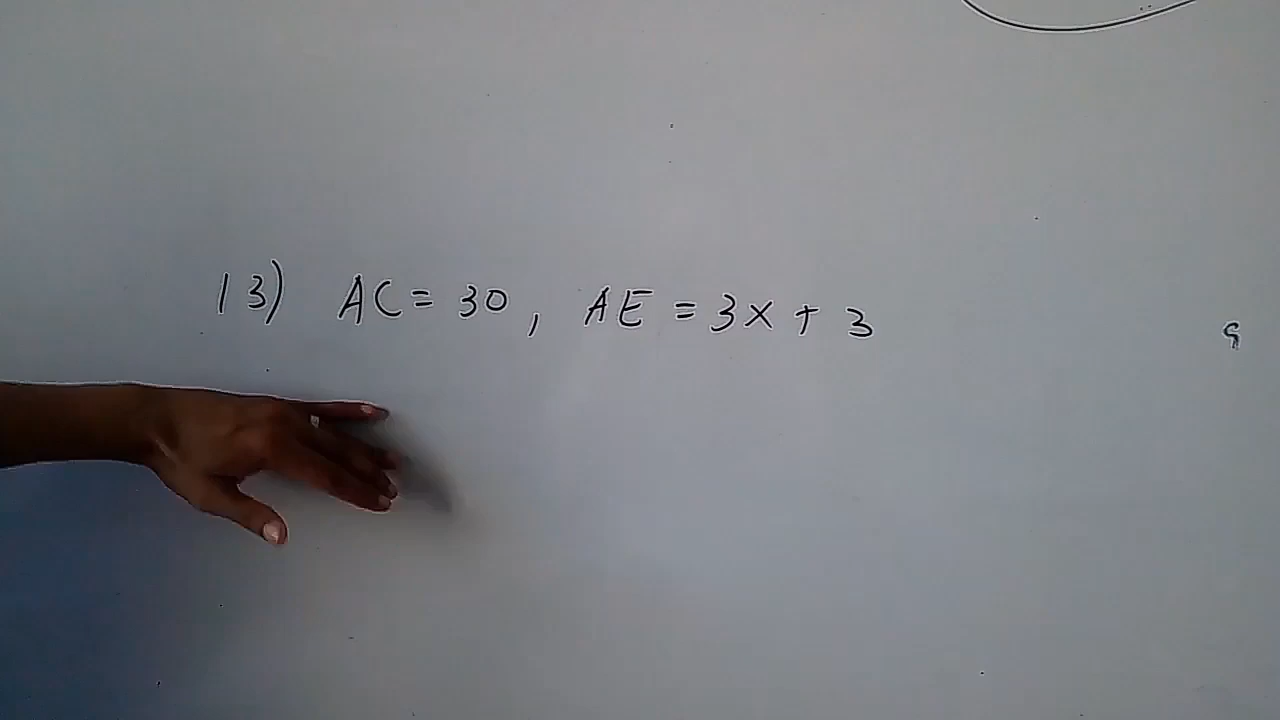 13) AC = 30, AE = 3x + 3